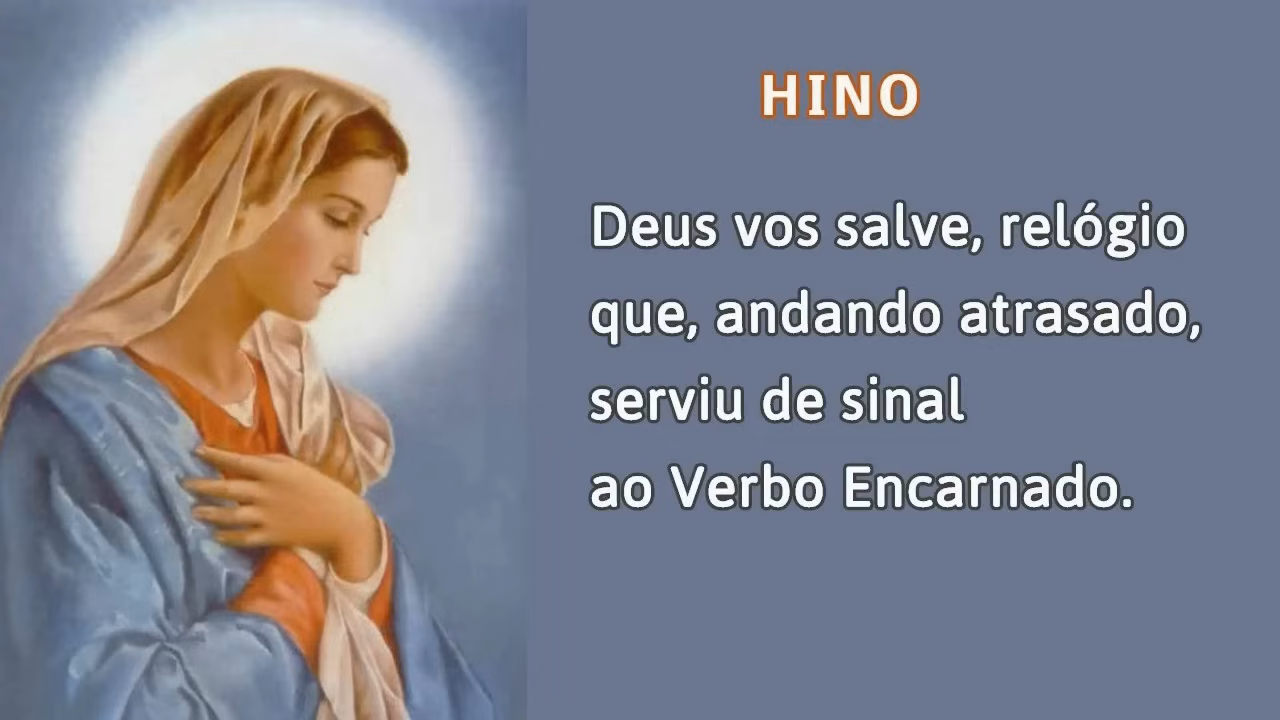 HINO
Deus vos salve, relógio
que, andando atrasado,
serviu de sinal
ao Verbo Encarnado.